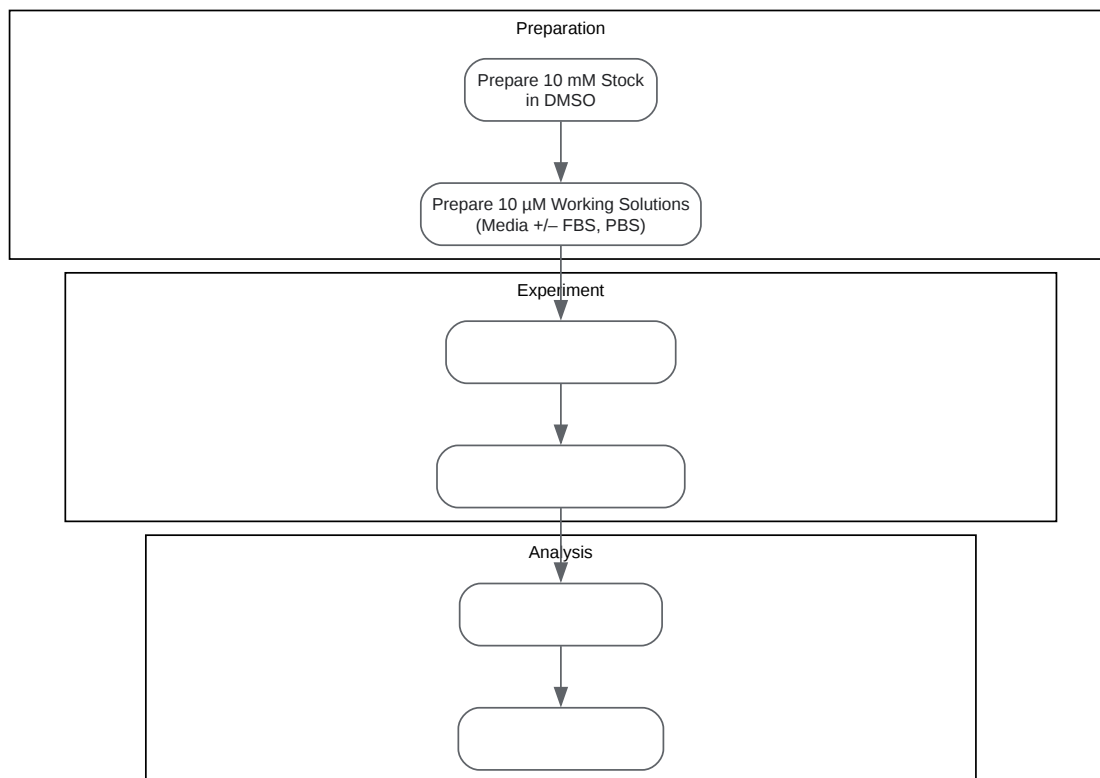 Preparation
Prepare 10 mM Stock
in DMSO
Prepare 10 µM Working Solutions
(Media +/– FBS, PBS)
Experiment
Analysis